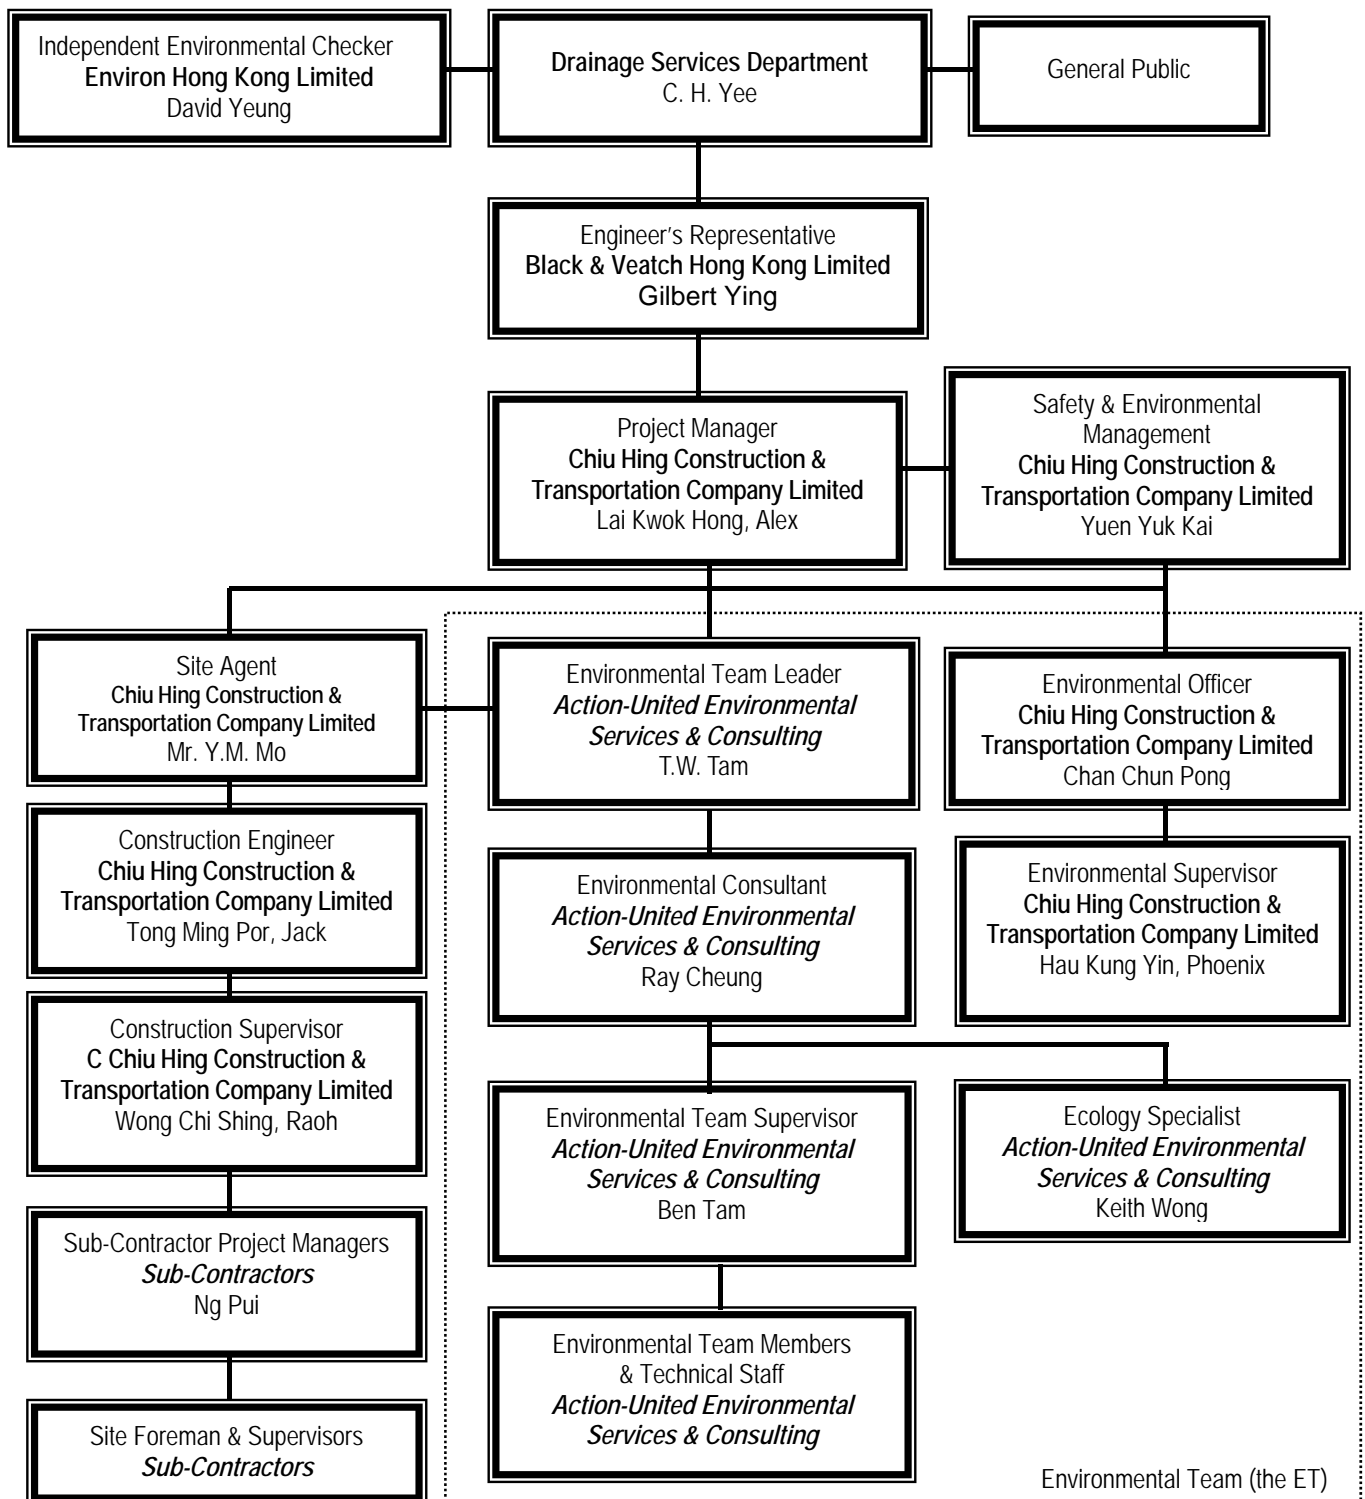 Independent Environmental Checker
Environ Hong Kong Limited
David Yeung
Drainage Services Department
C. H. Yee
General Public
Engineer's Representative
Black & Veatch Hong Kong Limited
Gilbert Ying
Project Manager
Chiu Hing Construction &
Transportation Company Limited
Lai Kwok Hong, Alex
Safety & Environmental
Management
Chiu Hing Construction &
Transportation Company Limited
Yuen Yuk Kai
Site Agent
Chiu Hing Construction &
Transportation Company Limited
Mr. Y.M. Mo
Environmental Team Leader
Action-United Environmental
Services & Consulting
T.W. Tam
Environmental Officer
Chiu Hing Construction &
Transportation Company Limited
Chan Chun Pong
Construction Engineer
Chiu Hing Construction &
Transportation Company Limited
Tong Ming Por, Jack
Environmental Consultant
Action-United Environmental
Services & Consulting
Ray Cheung
Environmental Supervisor
Chiu Hing Construction &
Transportation Company Limited
Hau Kung Yin, Phoenix
Construction Supervisor
C Chiu Hing Construction &
Transportation Company Limited
Wong Chi Shing, Raoh
Environmental Team Supervisor
Action-United Environmental
Services & Consulting
Ben Tam
Ecology Specialist
Action-United Environmental
Services & Consulting
Keith Wong
Sub-Contractor Project Managers
Sub-Contractors
Ng Pui
Environmental Team Members
& Technical Staff
Action-United Environmental
Services & Consulting
Site Foreman & Supervisors
Sub-Contractors
Environmental Team (the ET)